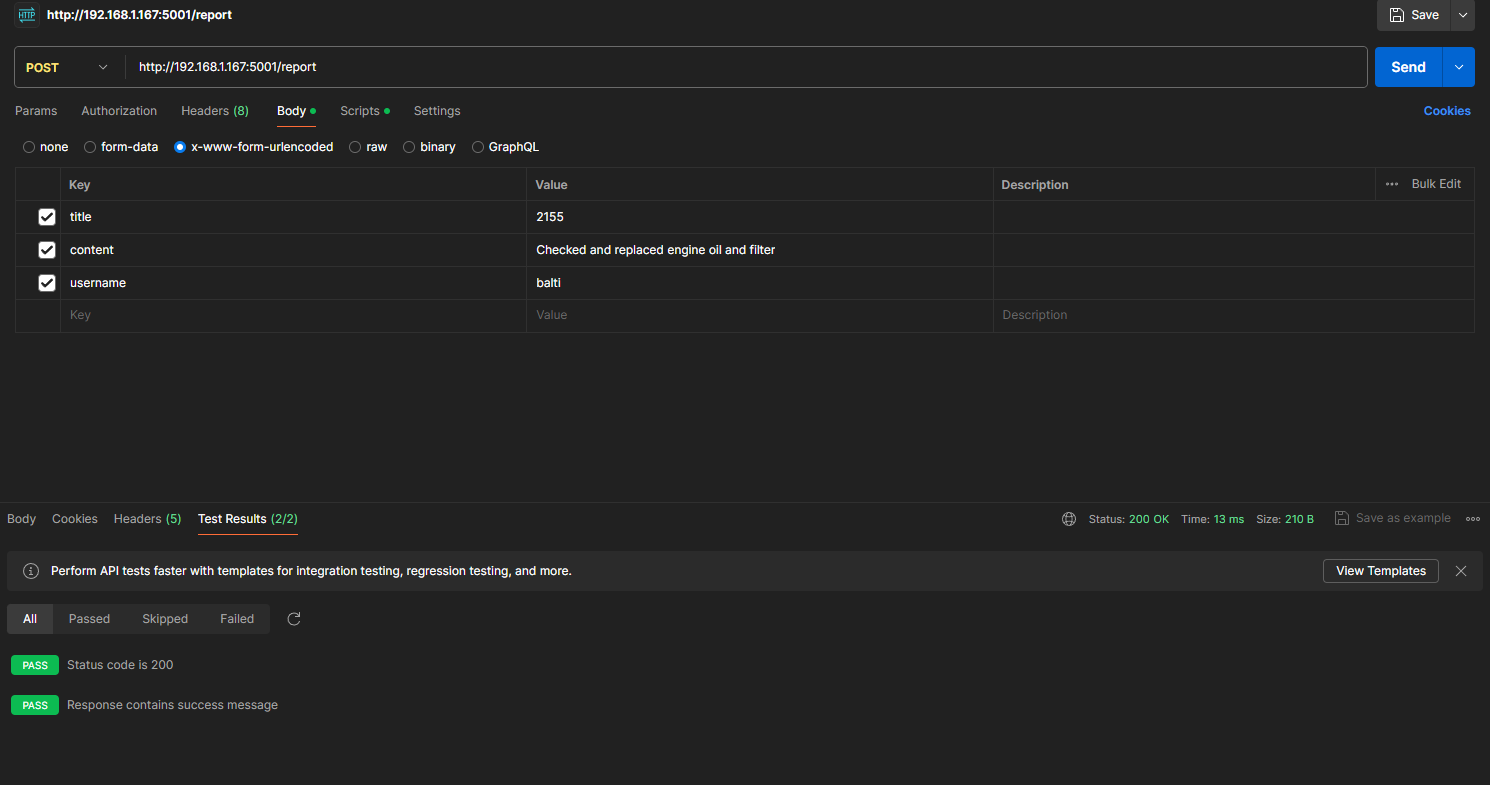 HTTP http://192.168.1.167:5001/report Save
POST http://192.168.1.167:5001/report Send
Params Authorization Headers (8) Body Scripts Settings Cookies
none form-data x-www-form-urlencoded raw binary GraphQL
Key Value Description ••• Bulk Edit
title 2155
content Checked and replaced engine oil and filter
username balti
Key Value Description
Body Cookies Headers (5) Test Results (2/2) Status: 200 OK Time: 13 ms Size: 210 B Save as example
Perform API tests faster with templates for integration testing, regression testing, and more. View Templates
All Passed Skipped Failed
PASS Status code is 200
PASS Response contains success message